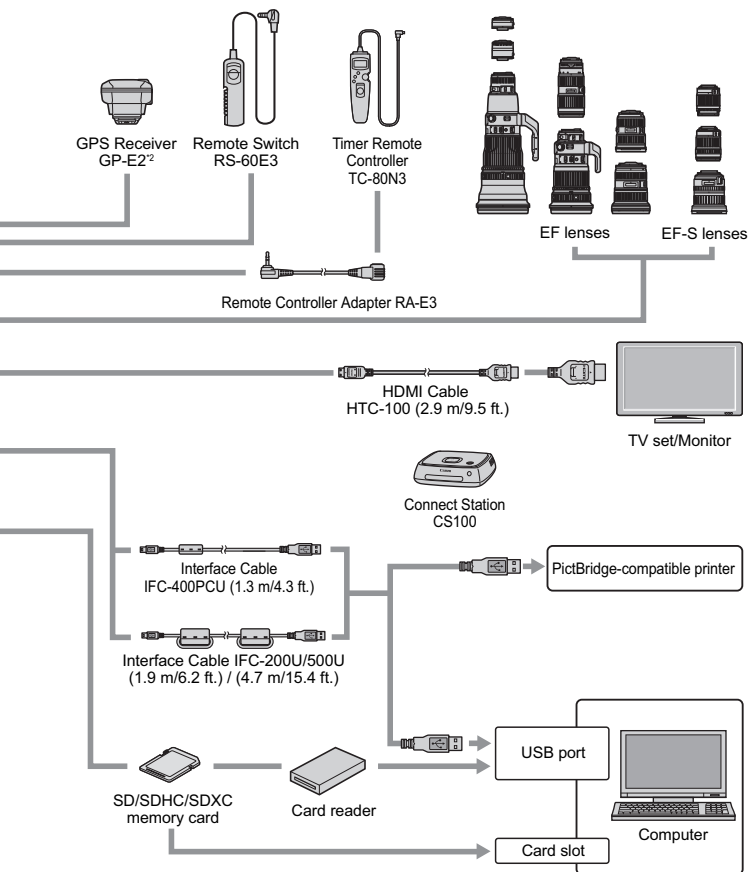 GPS Receiver
GP-E2*2
Remote Switch
RS-60E3
Timer Remote
Controller
TC-80N3
EF lenses
EF-S lenses
Remote Controller Adapter RA-E3
HDMI Cable
HTC-100 (2.9 m/9.5 ft.)
TV set/Monitor
Canon
Connect Station
CS100
Interface Cable
IFC-400PCU (1.3 m/4.3 ft.)
PictBridge-compatible printer
Interface Cable IFC-200U/500U
(1.9 m/6.2 ft.) / (4.7 m/15.4 ft.)
USB port
SD/SDHC/SDXC
memory card
Card reader
Computer
Card slot